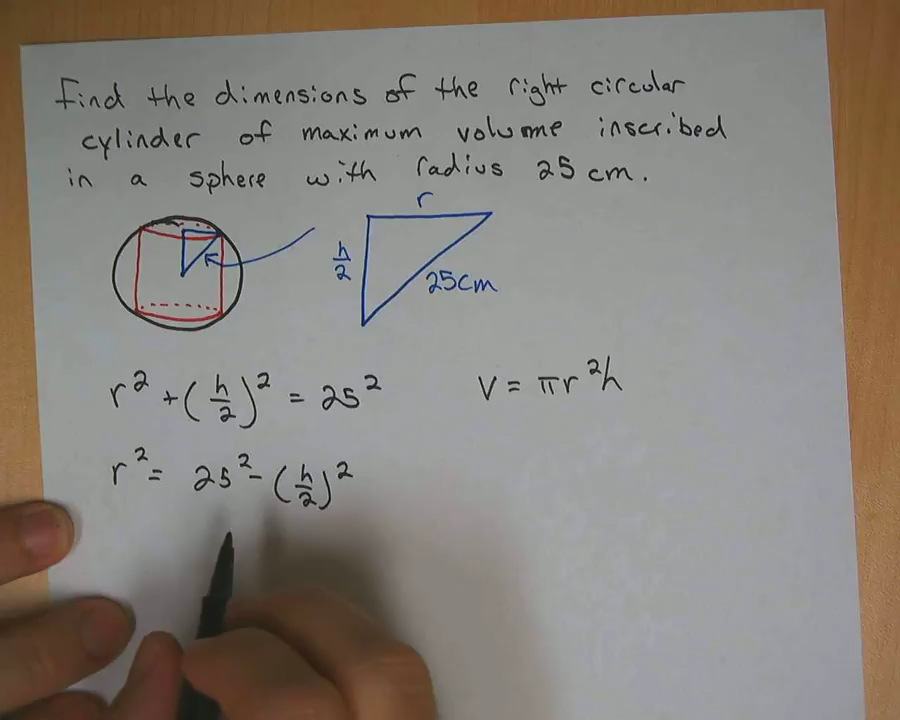 Find the dimensions of the right circular
cylinder of maximum volume inscribed
in a sphere with radius 25 cm.
r
h/2
25cm
r² + (h/2)² = 25²
V = πr²h
r² = 25² - (h/2)²